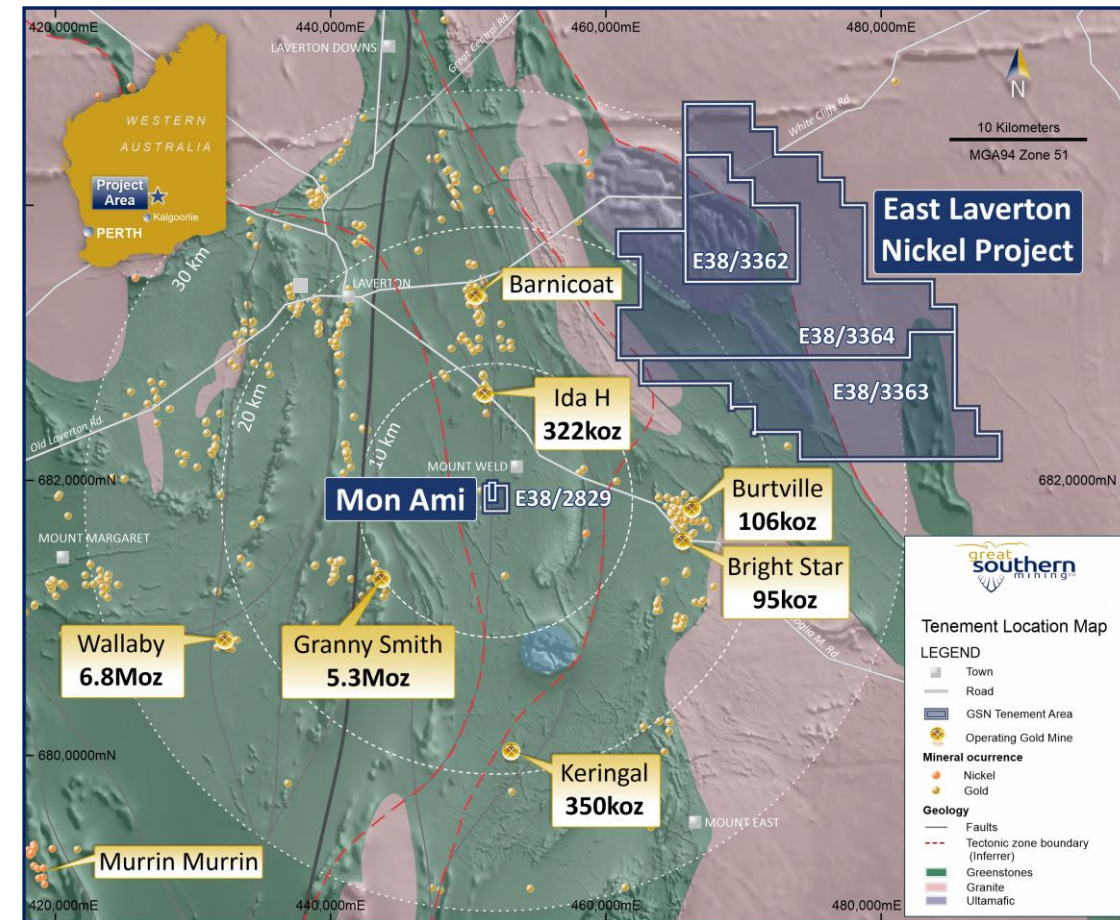 420,000mE
440,000mE
460,000mE
480,000mE
LAVERTON DOWNS
Great Central Rd.
WESTERN
AUSTRALIA
Project
Area
Kalgoorlie
PERTH
N
10 Kilometers
MGA94 Zone 51
White Cliffs Rd
East Laverton
Nickel Project
E38/3362
E38/3364
E38/3363
30 km
20 km
10 km
Barnicoat
LAVERTON
Ida H
322koz
Old Laverton Rd.
MOUNT WELD
682,0000mN
682,0000mN
Mon Ami
E38/2829
Burtville
106koz
MOUNT MARGARET
Bright Star
95koz
Wallaby
6.8Moz
Granny Smith
5.3Moz
680,0000mN
Keringal
350koz
MOUNT EAST
Murrin Murrin
420,000mE
440,000mE
460,000mE
480,000mE
great
southern
mining
Tenement Location Map
LEGEND
Town
Road
GSN Tenement Area
Operating Gold Mine
Mineral ocurrence
Nickel
Gold
Geology
Faults
Tectonic zone boundary
(Inferrer)
Greenstones
Granite
Ultamafic